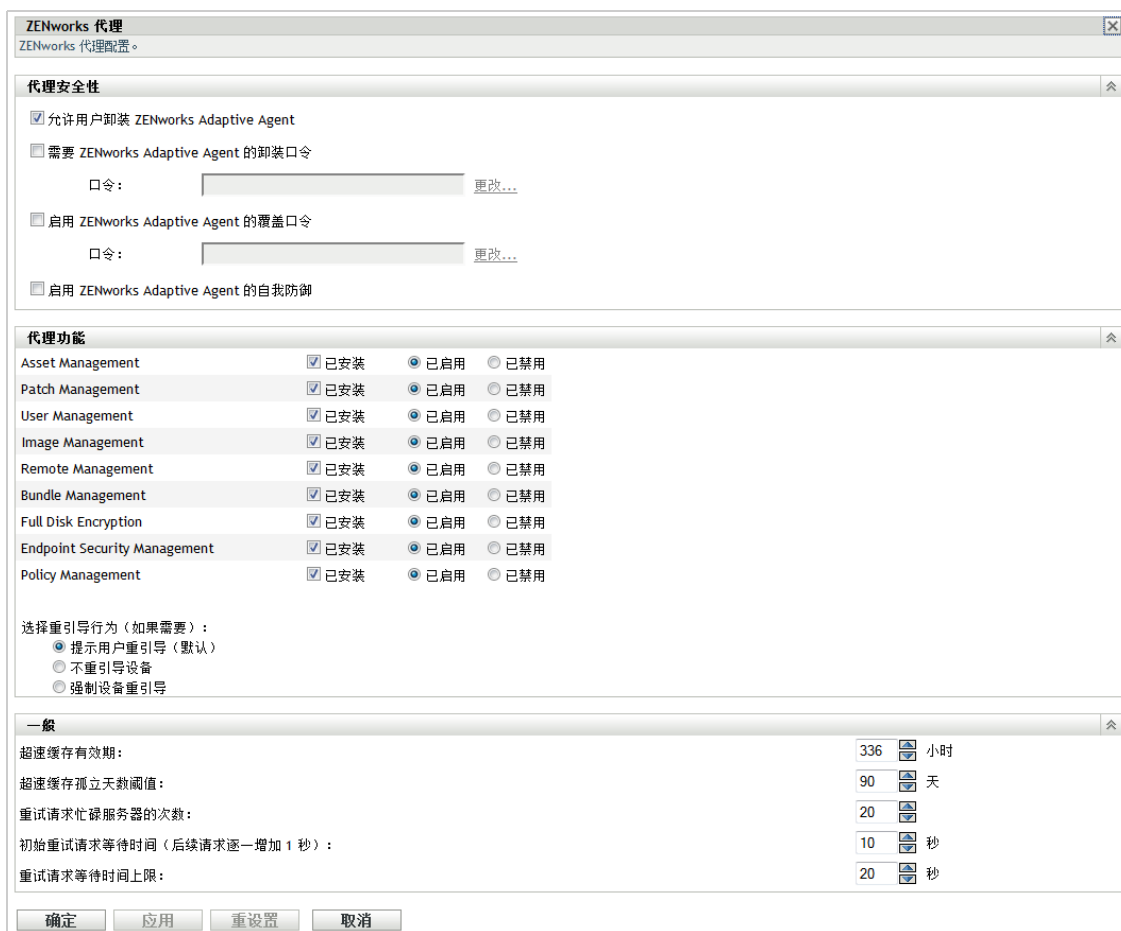 ZENworks 代理
ZENworks 代理配置。
代理安全性
允许用户卸装 ZENworks Adaptive Agent
需要 ZENworks Adaptive Agent 的卸装口令
口令： 更改...
启用 ZENworks Adaptive Agent 的覆盖口令
口令： 更改...
启用 ZENworks Adaptive Agent 的自我防御
代理功能
Asset Management 已安装 已启用 已禁用
Patch Management 已安装 已启用 已禁用
User Management 已安装 已启用 已禁用
Image Management 已安装 已启用 已禁用
Remote Management 已安装 已启用 已禁用
Bundle Management 已安装 已启用 已禁用
Full Disk Encryption 已安装 已启用 已禁用
Endpoint Security Management 已安装 已启用 已禁用
Policy Management 已安装 已启用 已禁用
选择重引导行为（如果需要）：
提示用户重引导（默认）
不重引导设备
强制设备重引导
一般
超速缓存有效期： 336 小时
超速缓存孤立天数阈值： 90 天
重试请求忙碌服务器的次数： 20
初始重试请求等待时间（后续请求逐一增加 1 秒）： 10 秒
重试请求等待时间上限： 20 秒
确定 应用 重设置 取消